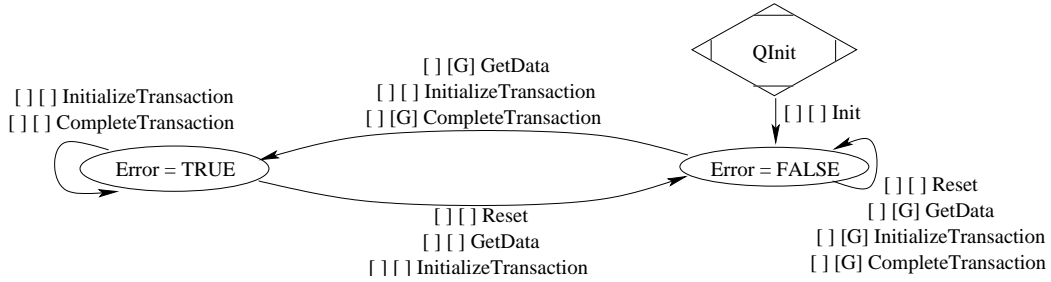 QInit
[ ] [ ] Init
[ ] [G] GetData
[ ] [ ] InitializeTransaction
[ ] [G] CompleteTransaction
[ ] [ ] InitializeTransaction
[ ] [ ] CompleteTransaction
Error = TRUE
Error = FALSE
[ ] [ ] Reset
[ ] [ ] GetData
[ ] [ ] InitializeTransaction
[ ] [ ] Reset
[ ] [G] GetData
[ ] [G] InitializeTransaction
[ ] [G] CompleteTransaction